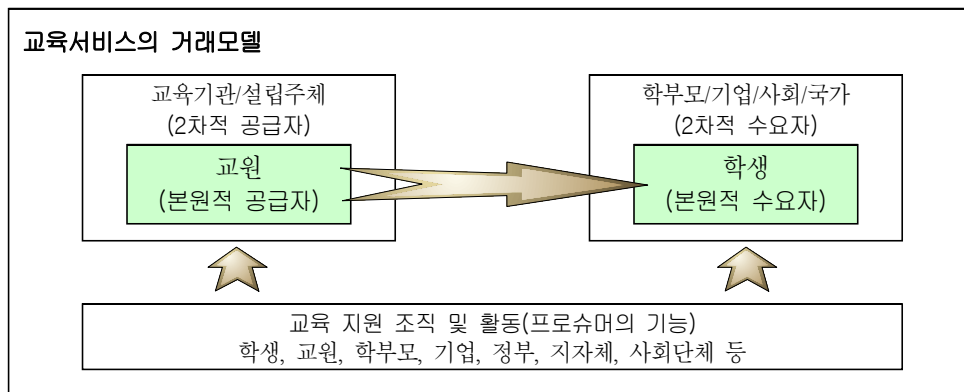 교육서비스의 거래모델
교육기관/설립주체
(2차적 공급자)
교원
(본원적 공급자)
학부모/기업/사회/국가
(2차적 수요자)
학생
(본원적 수요자)
교육 지원 조직 및 활동(프로슈머의 기능)
학생, 교원, 학부모, 기업, 정부, 지자체, 사회단체 등